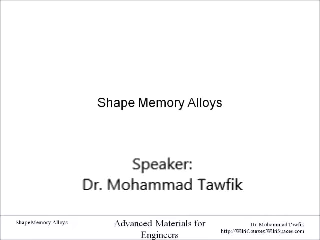 Shape Memory Alloys
Speaker:
Dr. Mohammad Tawfik
Shape Memory Alloys
Advanced Materials for
Engineers
Dr. Mohammad Tawfik